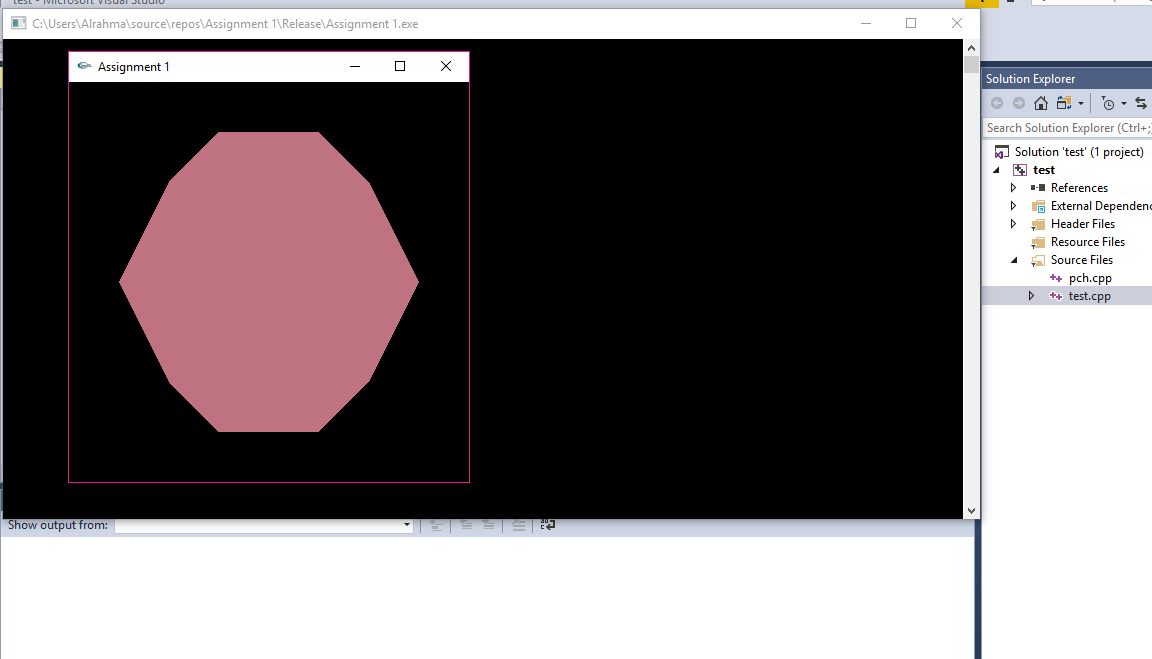 test - Microsoft Visual Studio
C:\Users\Alrahma\source\repos\Assignment 1\Release\Assignment 1.exe
Assignment 1
Solution Explorer
Search Solution Explorer (Ctrl+;
Solution 'test' (1 project)
test
References
External Dependenc
Header Files
Resource Files
Source Files
pch.cpp
test.cpp
Show output from: